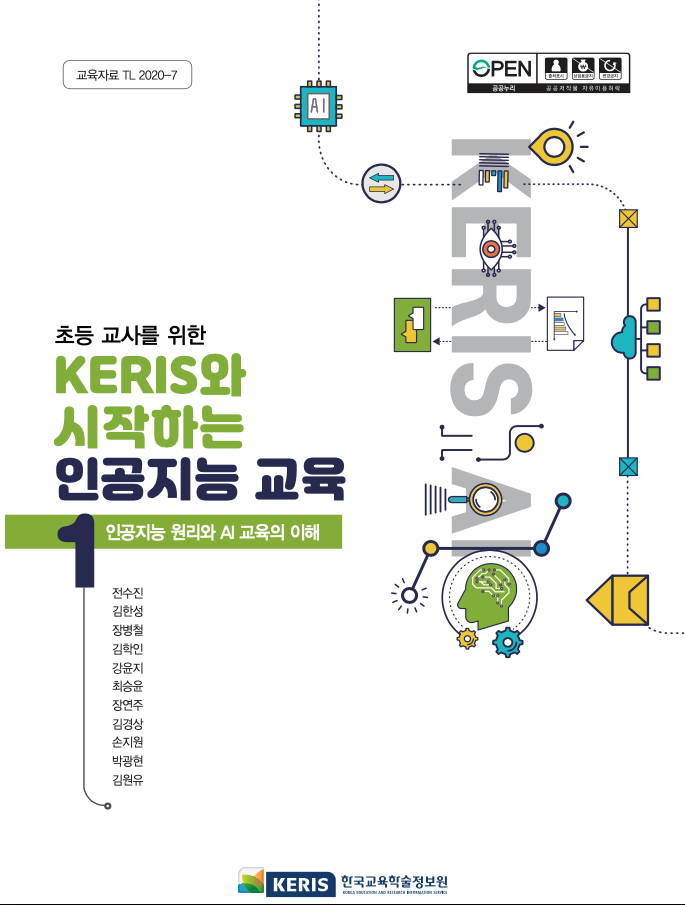 교육자료 TL 2020-7
OPEN
공공누리
출처표시
상업용금지
변경금지
공공저작물 자유이용허락
AI
KERIS AI
초등 교사를 위한
KERIS와
시작하는
인공지능 교육
1
인공지능 원리와 AI 교육의 이해
전수진
김한성
장병철
김학인
강윤지
최승윤
장연주
김경상
손지원
박광현
김원유
KERIS 한국교육학술정보원
KOREA EDUCATION AND RESEARCH INFORMATION SERVICE